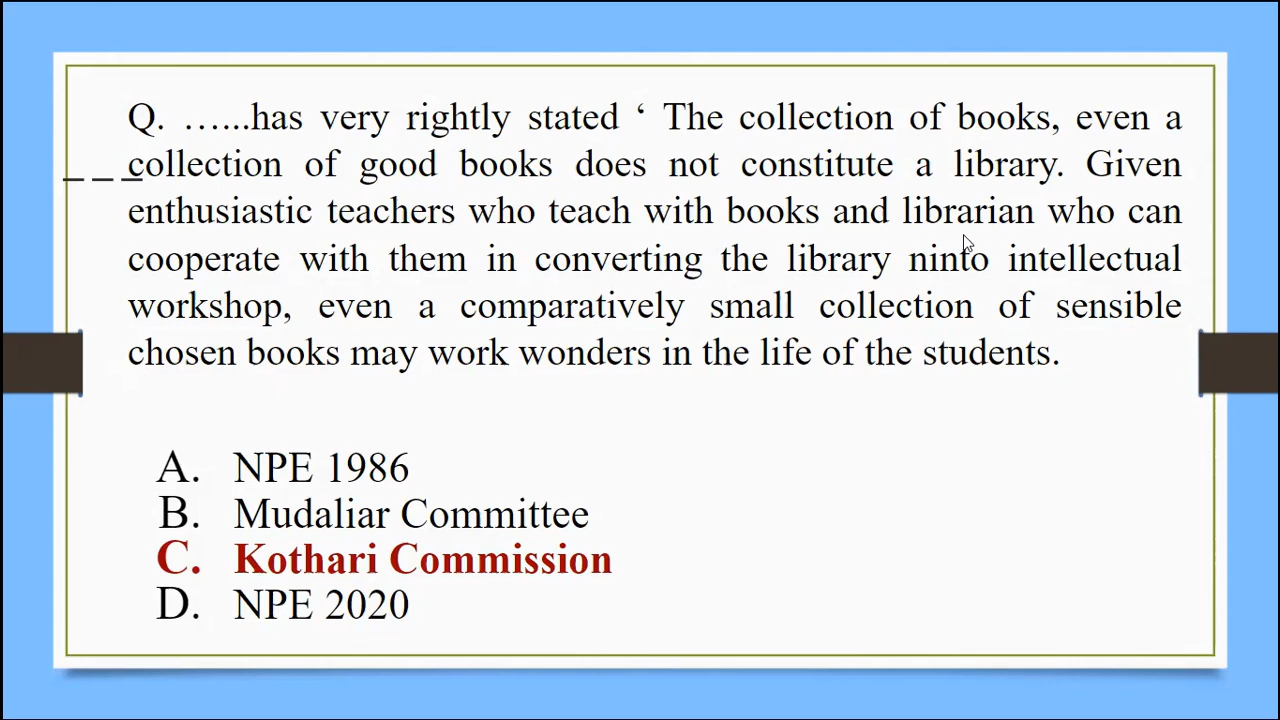 Q. …...has very rightly stated ‘ The collection of books, even a
collection of good books does not constitute a library. Given
enthusiastic teachers who teach with books and librarian who can
cooperate with them in converting the library ninto intellectual
workshop, even a comparatively small collection of sensible
chosen books may work wonders in the life of the students.
A. NPE 1986
B. Mudaliar Committee
C. Kothari Commission
D. NPE 2020